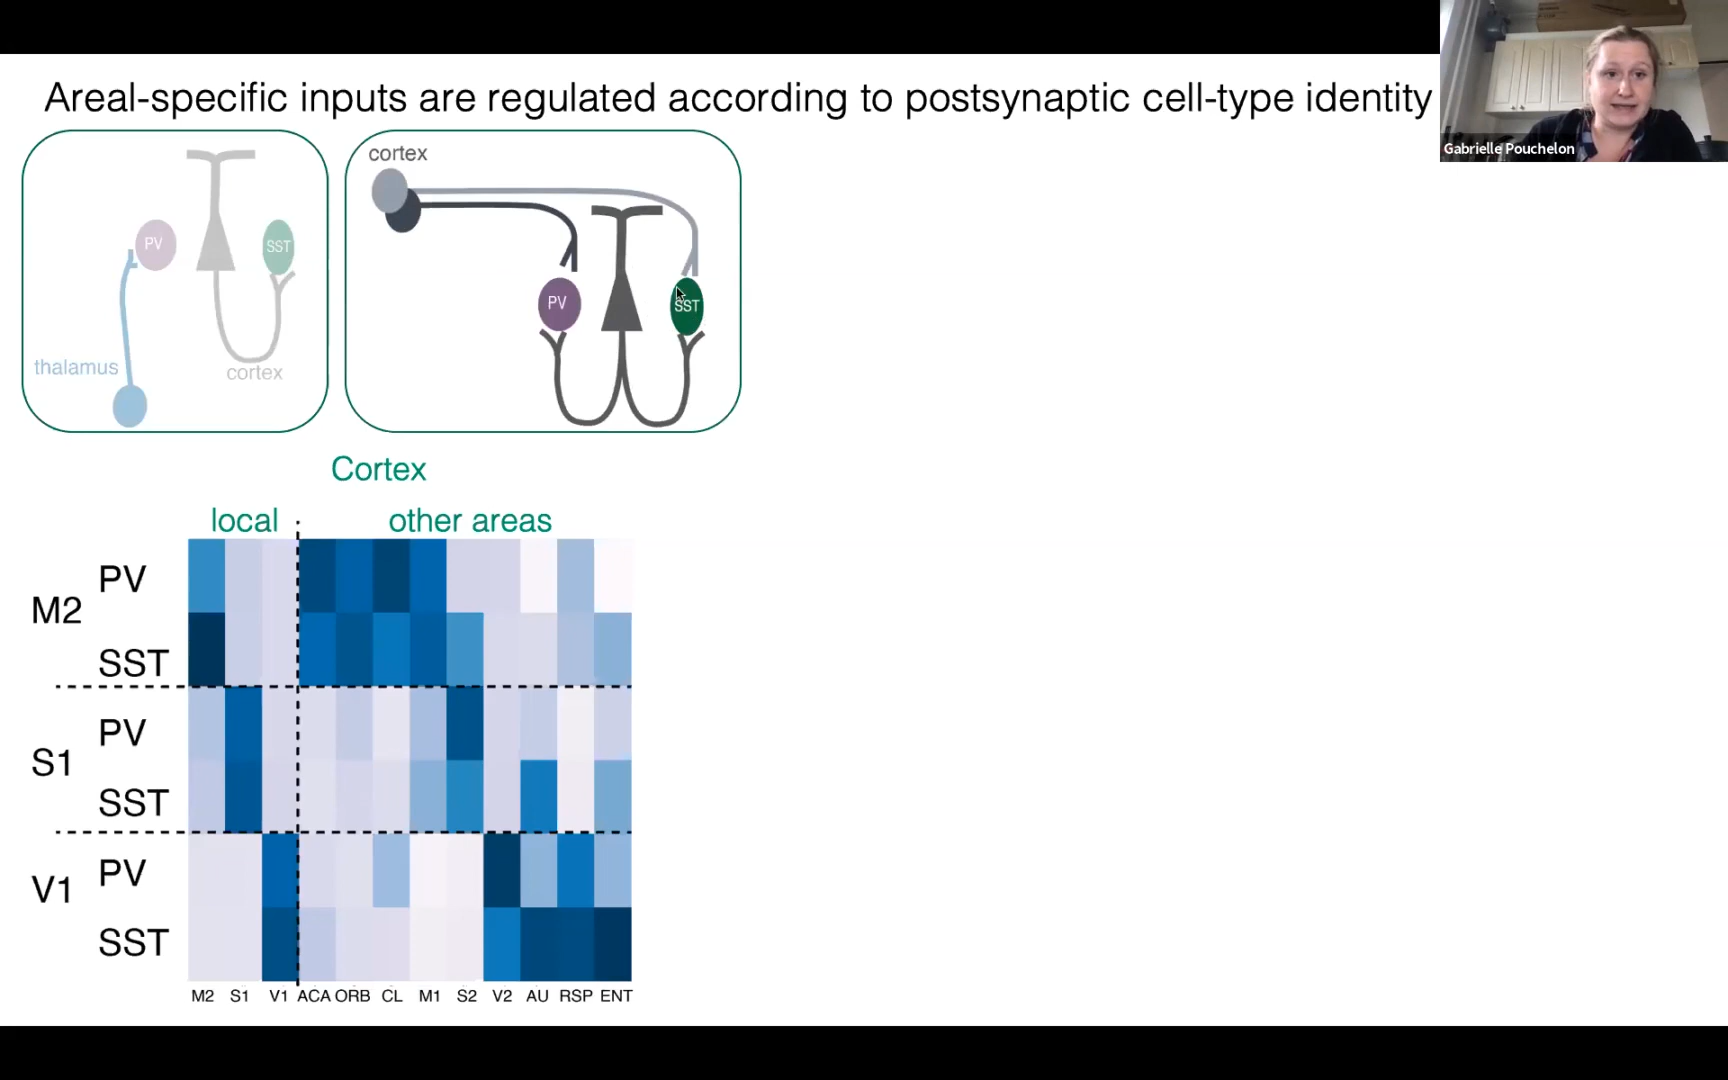 Areal-specific inputs are regulated according to postsynaptic cell-type identity
Gabrielle Pouchelon
PV
SST
thalamus
cortex
cortex
PV
SST
Cortex
local
other areas
M2
PV
SST
S1
PV
SST
V1
PV
SST
M2 S1 V1 ACA ORB CL M1 S2 V2 AU RSP ENT